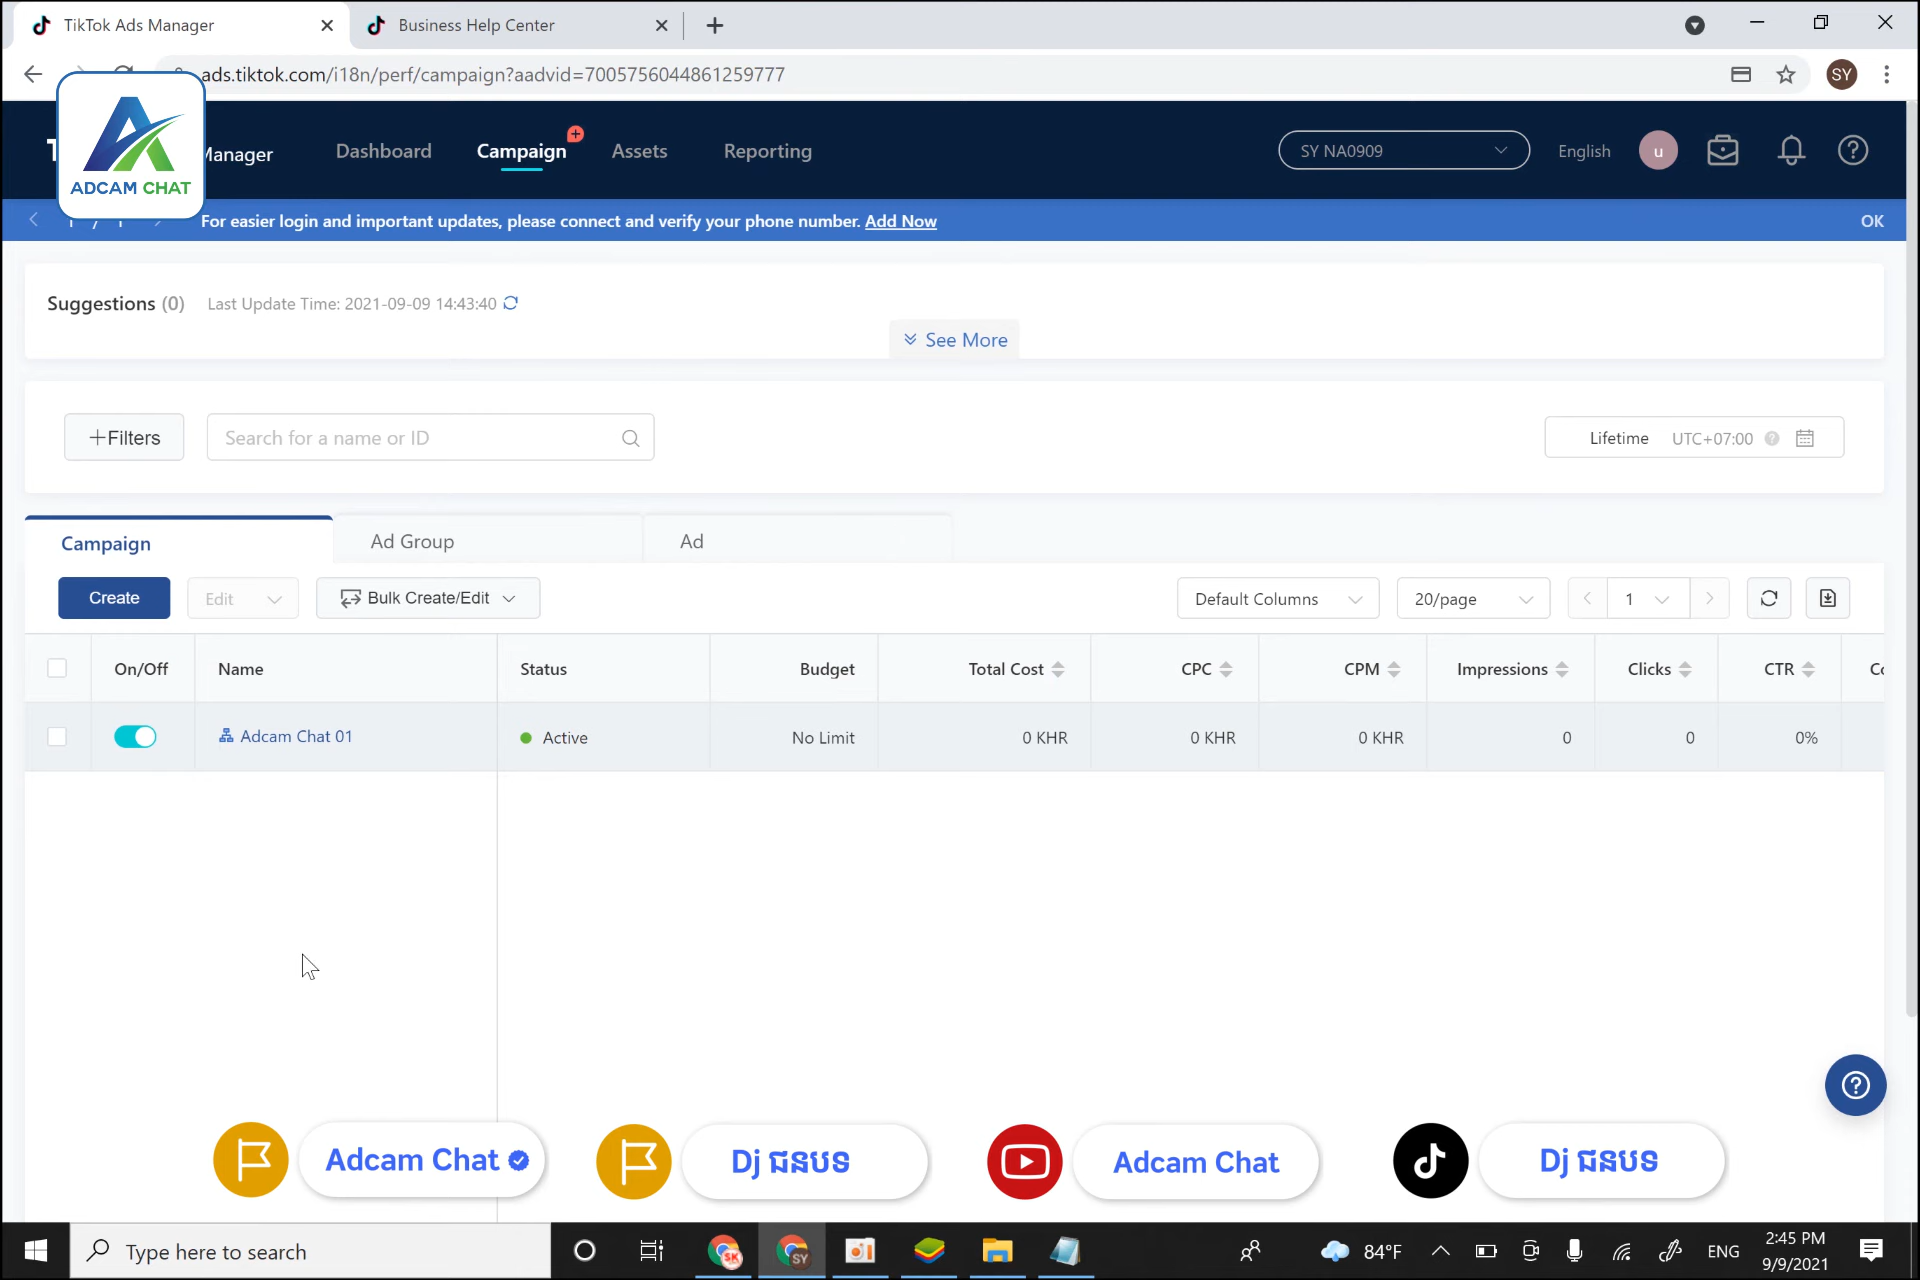 TikTok Ads Manager
Business Help Center
ads.tiktok.com/i18n/perf/campaign?aadvid=7005756044861259777
SY
ADCAM CHAT
Manager
Dashboard
Campaign
Assets
Reporting
SY NA0909
English
u
For easier login and important updates, please connect and verify your phone number. Add Now
OK
Suggestions (0)
Last Update Time: 2021-09-09 14:43:40
See More
+Filters
Search for a name or ID
Lifetime UTC+07:00
Campaign
Ad Group
Ad
Create
Edit
Bulk Create/Edit
Default Columns
20/page
1
On/Off
Name
Status
Budget
Total Cost
CPC
CPM
Impressions
Clicks
CTR
Adcam Chat 01
Active
No Limit
0 KHR
0 KHR
0 KHR
0
0
0%
Adcam Chat
Dj ជនបទ
Adcam Chat
Dj ជនបទ
Type here to search
SK
SY
84°F
ENG
2:45 PM
9/9/2021